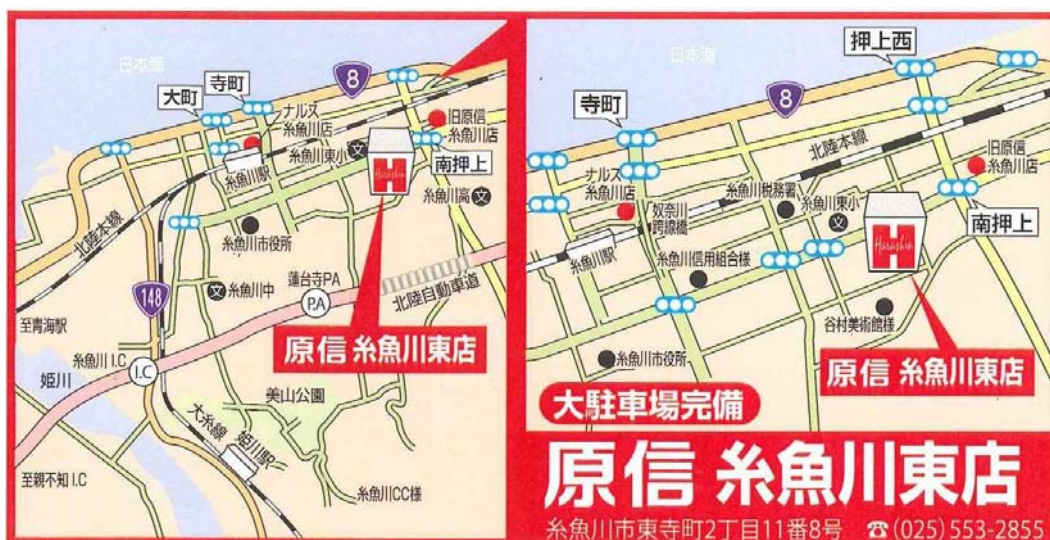 日本海
8
寺町
大町
ナルス
糸魚川店
旧原信
糸魚川店
糸魚川東小
文
Harashin
H
南押上
糸魚川駅
糸魚川高
文
北陸本線
糸魚川市役所
148
文
糸魚川中
蓮台寺PA
P.A
北陸自動車道
至青海駅
原信 糸魚川東店
糸魚川 I.C
I.C
姫川
美山公園
大糸線
姫川駅
至親不知 I.C
糸魚川CC様
日本海
押上西
8
寺町
北陸本線
旧原信
糸魚川店
ナルス
糸魚川店
糸魚川税務署
糸魚川東小
文
奴奈川
跨線橋
Harashin
H
南押上
糸魚川駅
糸魚川信用組合様
谷村美術館様
糸魚川市役所
原信 糸魚川東店
大駐車場完備
原信 糸魚川東店
糸魚川市東寺町2丁目11番8号 ☎(025)553-2855